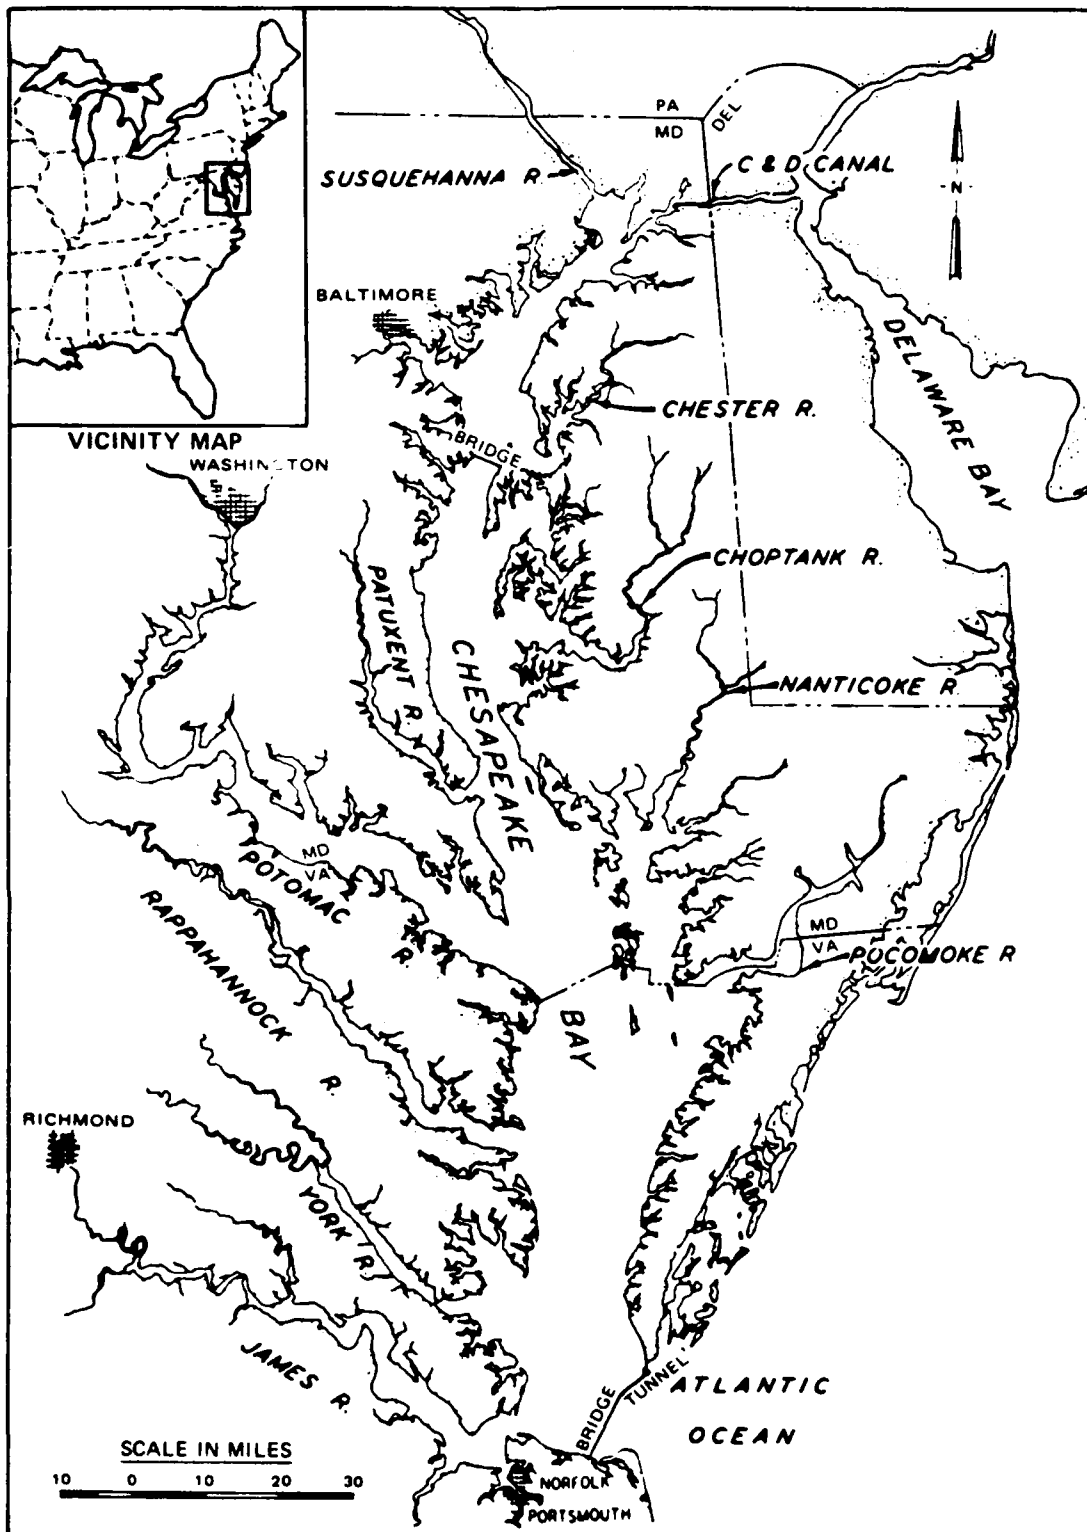 PA
MD
DEL
SUSQUEHANNA R.
C & D CANAL
N
BALTIMORE
DELAWARE BAY
CHESTER R.
VICINITY MAP
BRIDGE
WASHINGTON
CHOPTANK R.
PATUXENT R.
CHESAPEAKE
BAY
NANTICOKE R.
MD
VA
POTOMAC
R.
RAPPAHANNOCK
R.
MD
VA
POCOMOKE R
RICHMOND
YORK R.
JAMES R.
BRIDGE
TUNNEL
ATLANTIC
OCEAN
SCALE IN MILES
10 0 10 20 30
NORFOLK
PORTSMOUTH